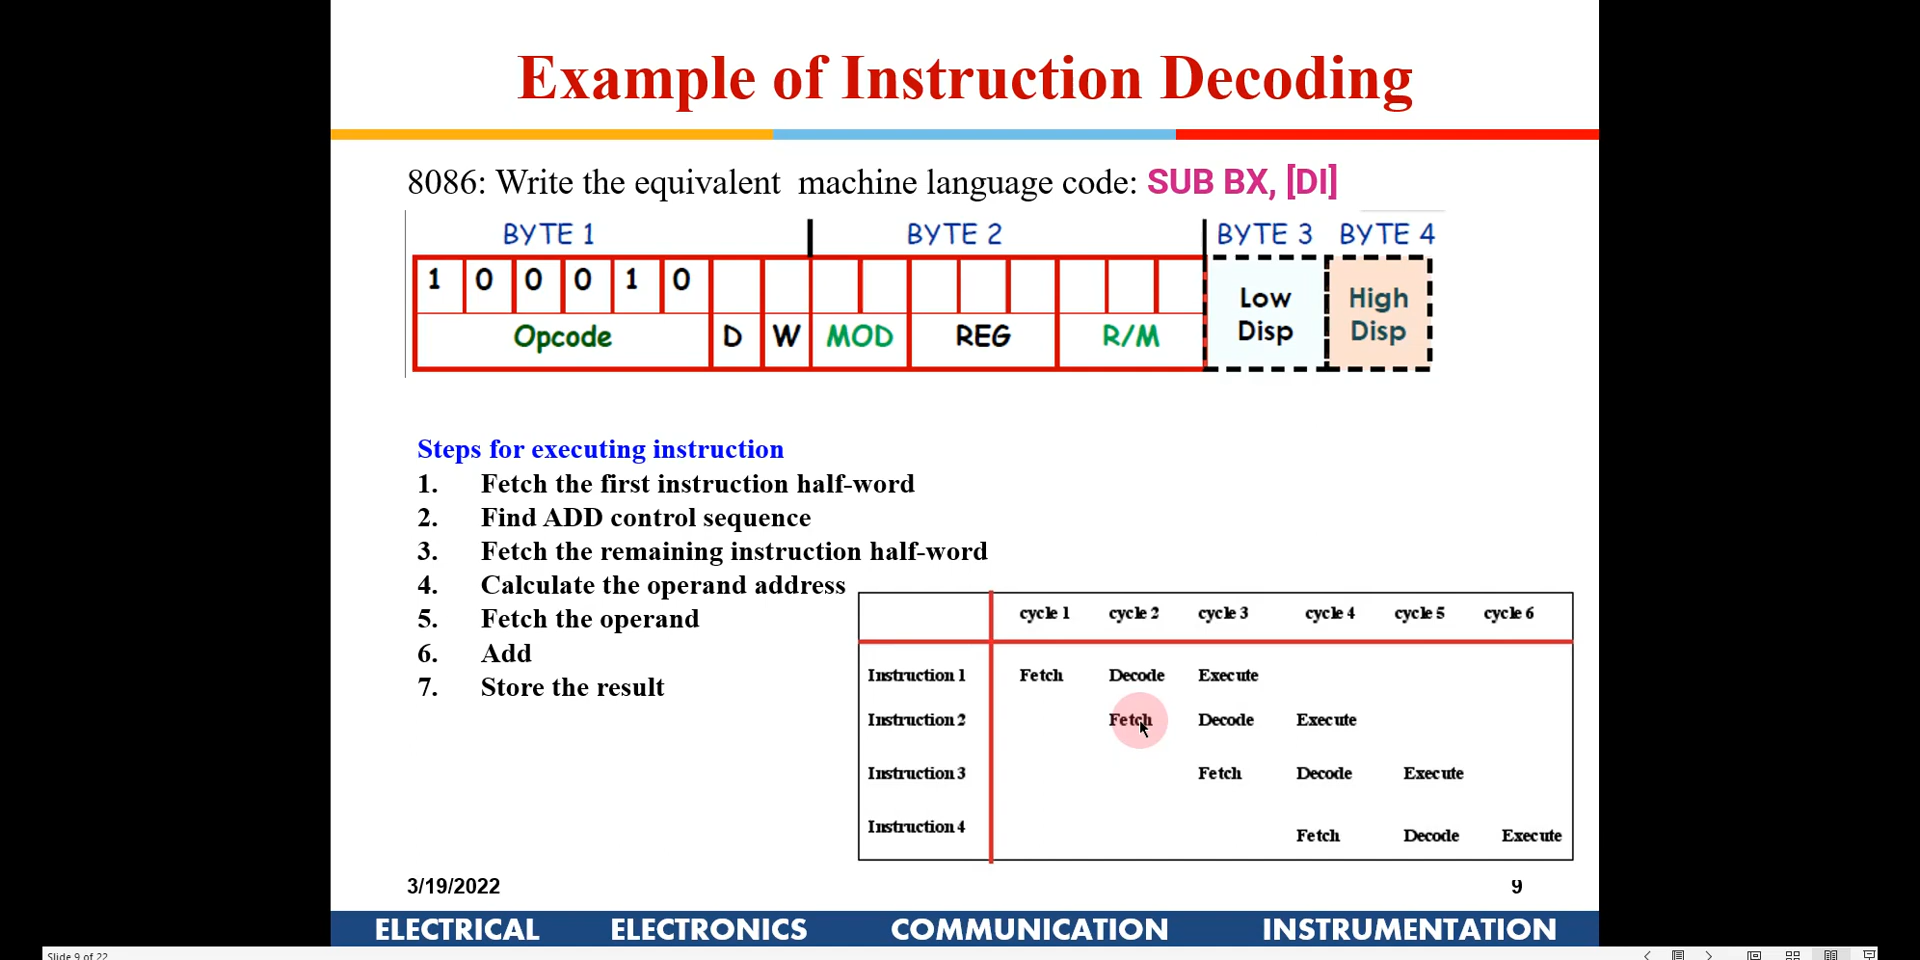 Example of Instruction Decoding
8086: Write the equivalent machine language code: SUB BX, [DI]
BYTE 1 BYTE 2 BYTE 3 BYTE 4
1 0 0 0 1 0
Opcode D W MOD REG R/M
Low Disp
High Disp
Steps for executing instruction
1. Fetch the first instruction half-word
2. Find ADD control sequence
3. Fetch the remaining instruction half-word
4. Calculate the operand address
5. Fetch the operand
6. Add
7. Store the result
cycle 1 cycle 2 cycle 3 cycle 4 cycle 5 cycle 6
Instruction 1 Fetch Decode Execute
Instruction 2 Fetch Decode Execute
Instruction 3 Fetch Decode Execute
Instruction 4 Fetch Decode Execute
3/19/2022 9
ELECTRICAL ELECTRONICS COMMUNICATION INSTRUMENTATION
Slide 9 of 22